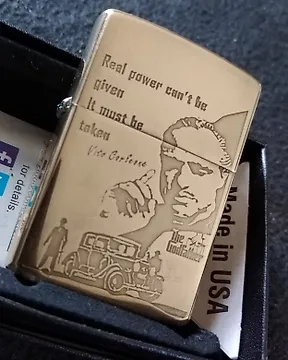 Real power can't be
given
It must be
taken
Vito Corleone
The
Godfather
Made in USA
for details.